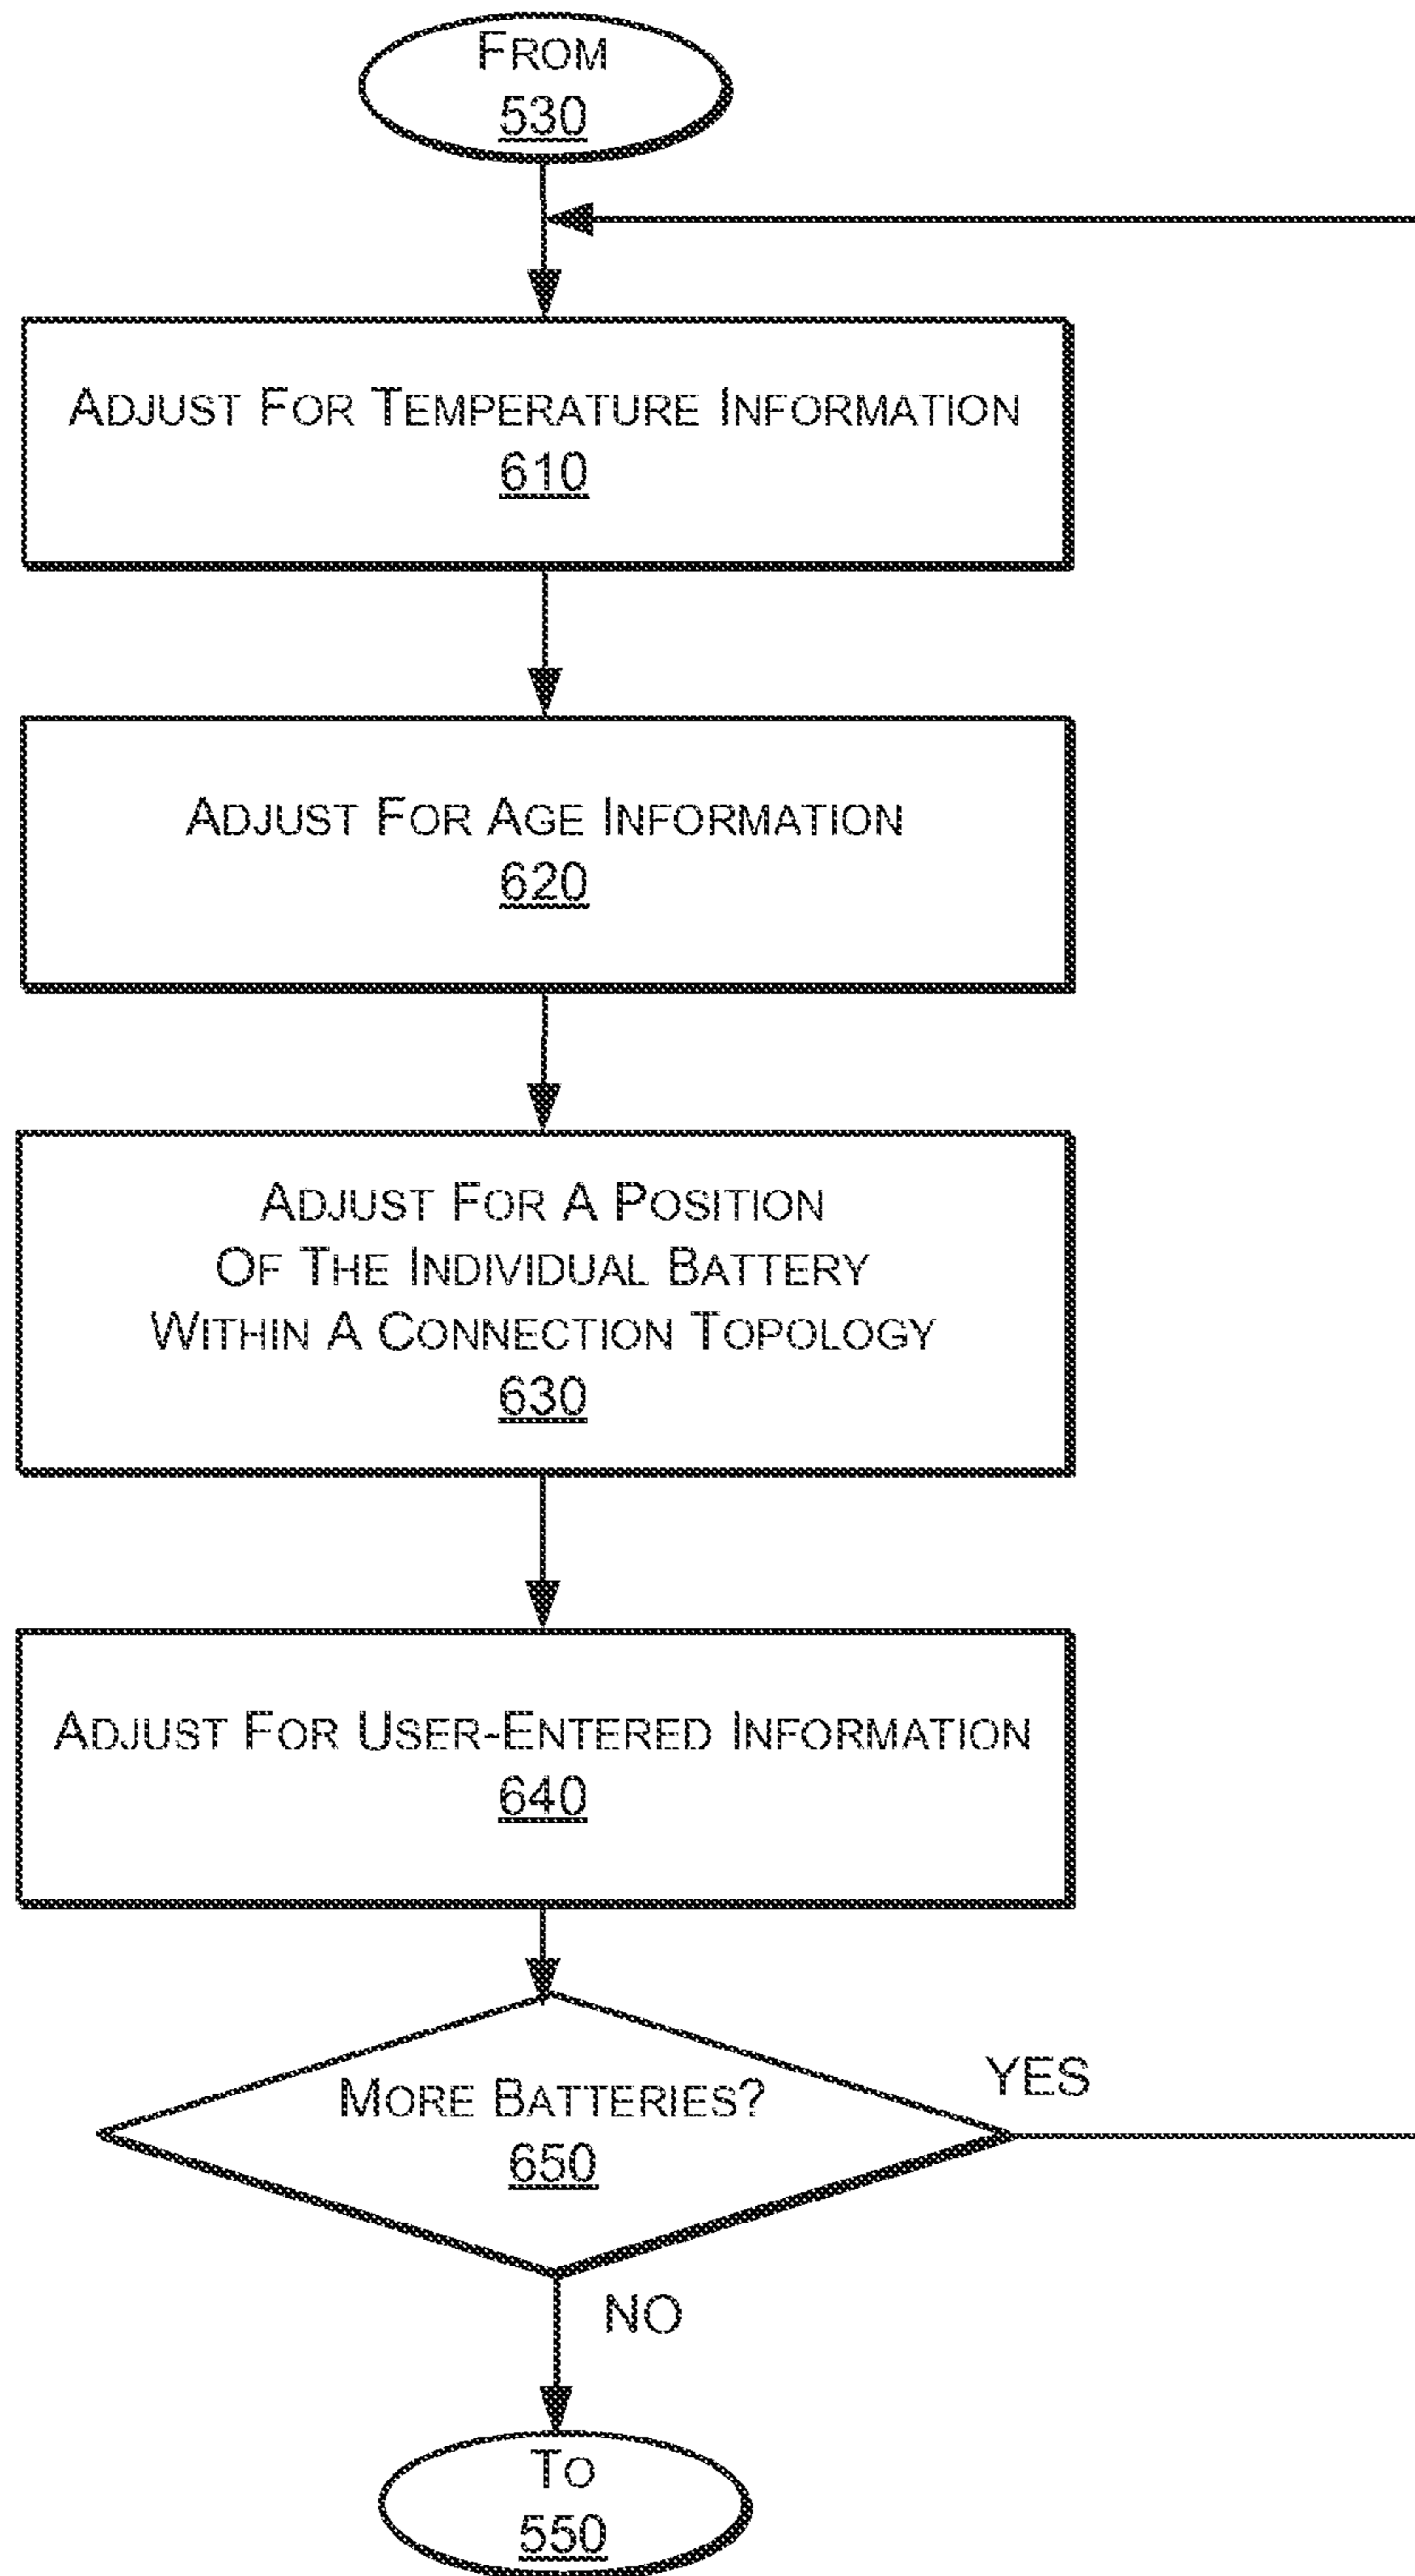 FROM
530
ADJUST FOR TEMPERATURE INFORMATION
610
ADJUST FOR AGE INFORMATION
620
ADJUST FOR A POSITION
OF THE INDIVIDUAL BATTERY
WITHIN A CONNECTION TOPOLOGY
630
ADJUST FOR USER-ENTERED INFORMATION
640
MORE BATTERIES?
650
YES
NO
TO
550